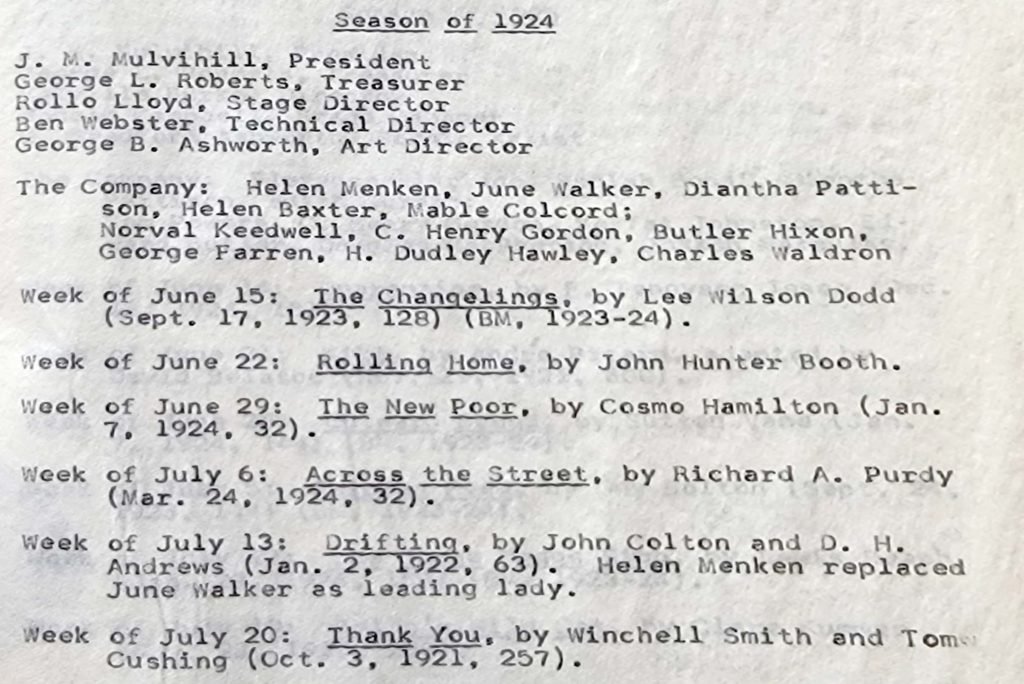 Season of 1924
J. M. Mulvihill, President
George L. Roberts, Treasurer
Rollo Lloyd, Stage Director
Ben Webster, Technical Director
George B. Ashworth, Art Director
The Company: Helen Menken, June Walker, Diantha Patti-
son, Helen Baxter, Mable Colcord;
Norval Keedwell, C. Henry Gordon, Butler Hixon,
George Farren, H. Dudley Hawley, Charles Waldron
Week of June 15: The Changelings, by Lee Wilson Dodd
(Sept. 17, 1923, 128) (BM, 1923-24).
Week of June 22: Rolling Home, by John Hunter Booth.
Week of June 29: The New Poor, by Cosmo Hamilton (Jan.
7, 1924, 32).
Week of July 6: Across the Street, by Richard A. Purdy
(Mar. 24, 1924, 32).
Week of July 13: Drifting, by John Colton and D. H.
Andrews (Jan. 2, 1922, 63). Helen Menken replaced
June Walker as leading lady.
Week of July 20: Thank You, by Winchell Smith and Tom
Cushing (Oct. 3, 1921, 257).